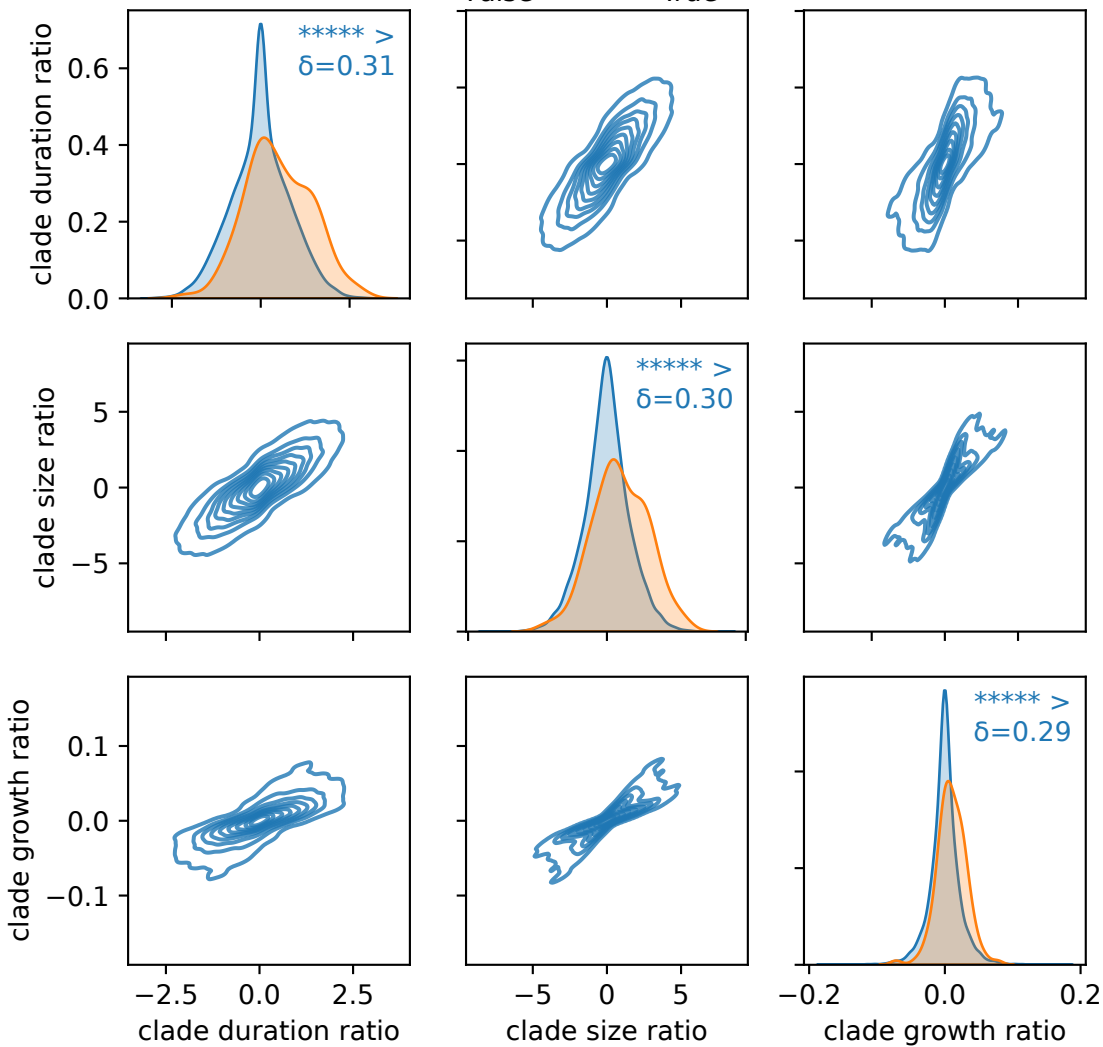 clade duration ratio
0.6
0.4
0.2
0.0
***** >
δ=0.31
clade size ratio
5
0
−5
***** >
δ=0.30
clade growth ratio
0.1
0.0
−0.1
***** >
δ=0.29
−2.5 0.0 2.5
clade duration ratio
−5 0 5
clade size ratio
−0.2 0.0 0.2
clade growth ratio